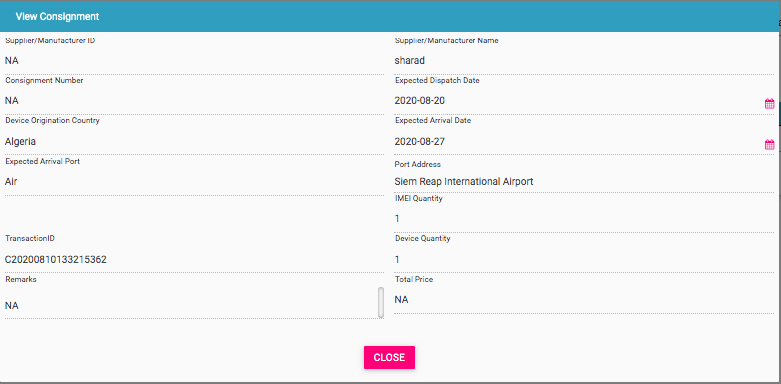 View Consignment
Supplier/Manufacturer ID
Supplier/Manufacturer Name
NA
sharad
Consignment Number
Expected Dispatch Date
NA
2020-08-20
Device Origination Country
Expected Arrival Date
Algeria
2020-08-27
Expected Arrival Port
Port Address
Air
Siem Reap International Airport
IMEI Quantity
1
TransactionID
Device Quantity
C20200810133215362
1
Remarks
Total Price
NA
NA
CLOSE